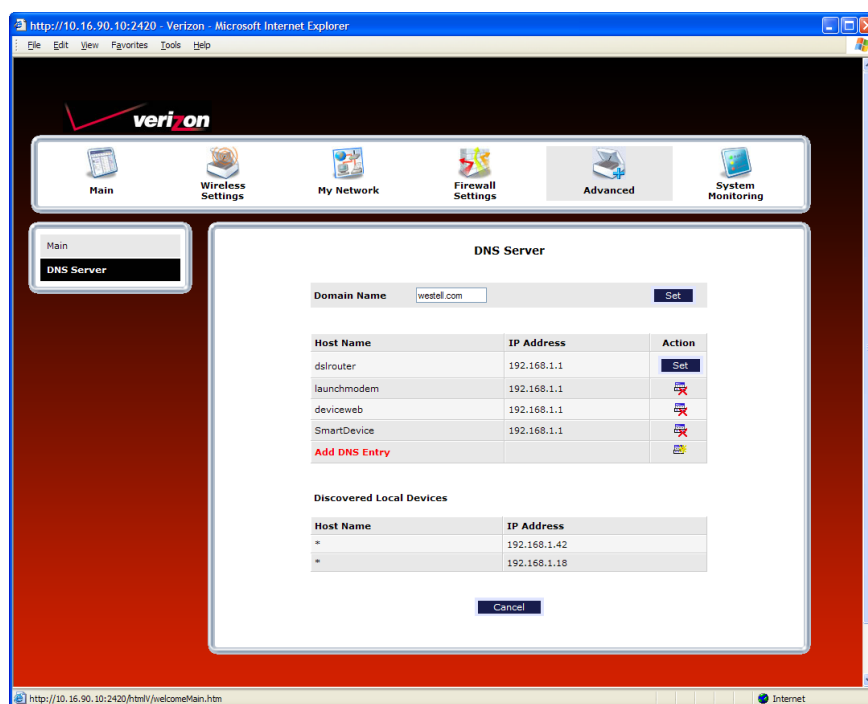 http://10.16.90.10:2420 - Verizon - Microsoft Internet Explorer
File Edit View Favorites Tools Help
verizon
Main
Wireless Settings
My Network
Firewall Settings
Advanced
System Monitoring
Main
DNS Server
DNS Server
Domain Name westell.com Set
Host Name IP Address Action
dslrouter 192.168.1.1 Set
launchmodem 192.168.1.1
deviceweb 192.168.1.1
SmartDevice 192.168.1.1
Add DNS Entry
Discovered Local Devices
Host Name IP Address
* 192.168.1.42
* 192.168.1.18
Cancel
http://10.16.90.10:2420/htmlV/welcomeMain.htm Internet